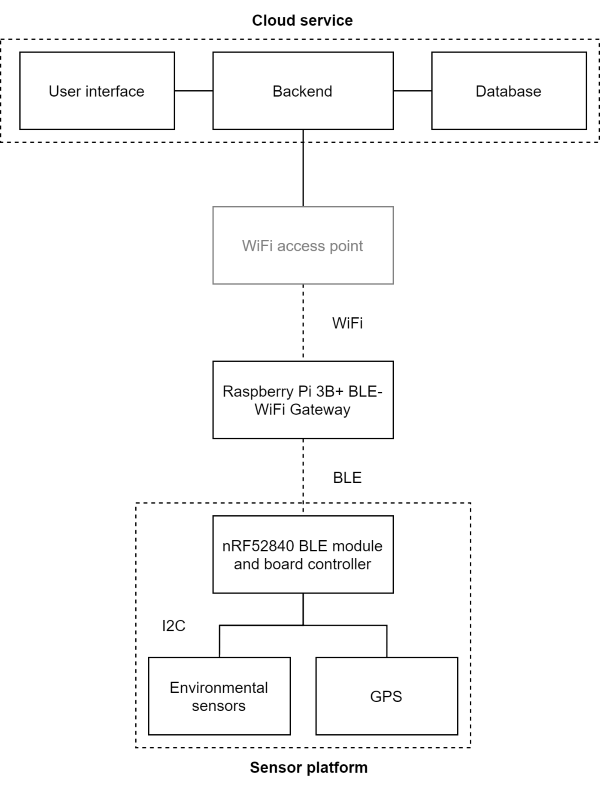 Cloud service
User interface
Backend
Database
WiFi access point
WiFi
Raspberry Pi 3B+ BLE-
WiFi Gateway
BLE
nRF52840 BLE module
and board controller
I2C
Environmental
sensors
GPS
Sensor platform